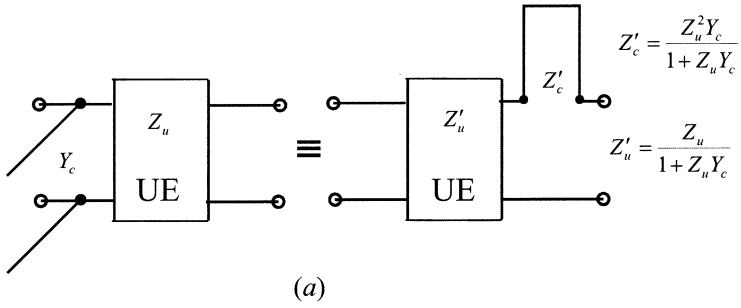 Z_u
UE
Y_c
≡
Z'_u
UE
Z'_c
Z'_c = Z_u^2 Y_c / 1 + Z_u Y_c
Z'_u = Z_u / 1 + Z_u Y_c
(a)